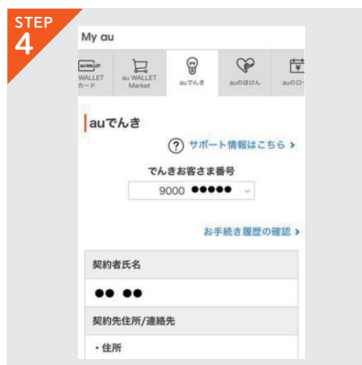 STEP
4
My au
au WALLET
WALLET
カード
au WALLET
Market
auでんき
auのほけん
auのロー
auでんき
? サポート情報はこちら >
でんきお客さま番号
9000 ●●●●●
お手続き履歴の確認 >
契約者氏名
●● ●●
契約先住所/連絡先
・住所